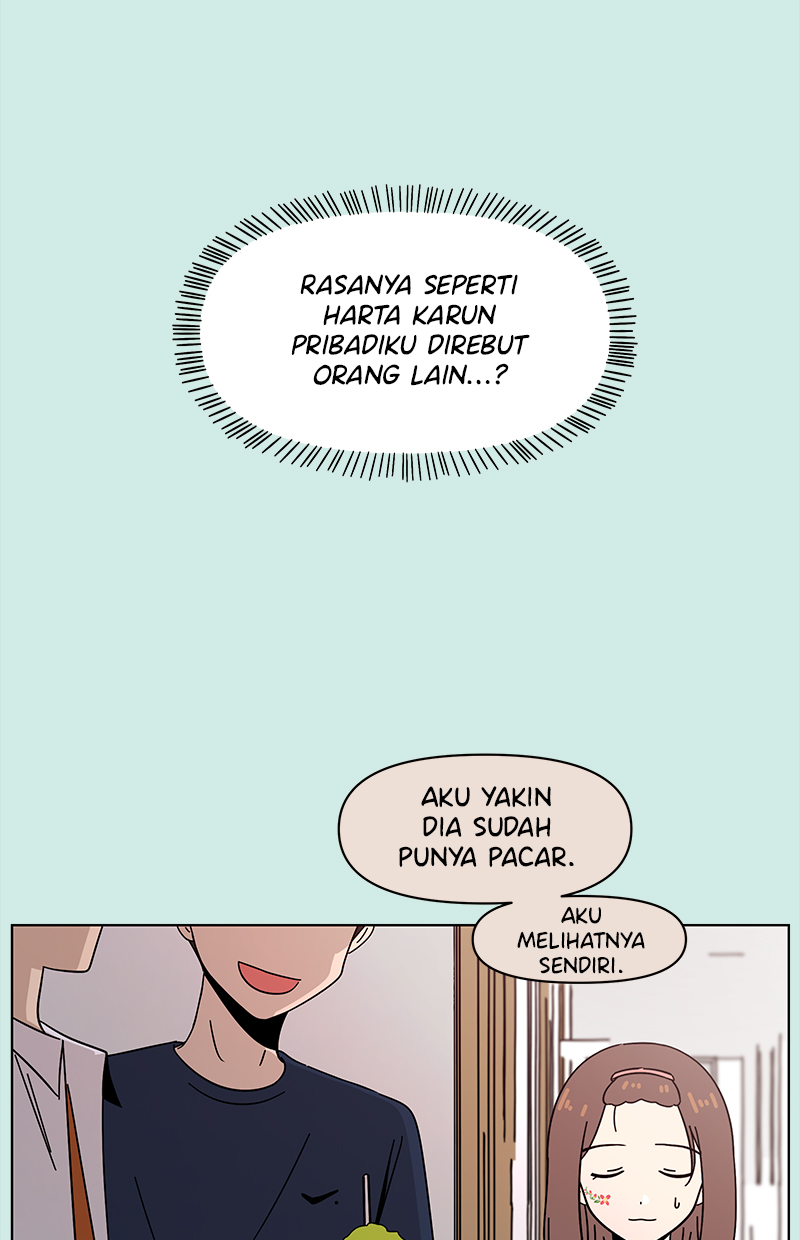 RASANYA SEPERTI
HARTA KARUN
PRIBADIKU DIREBUT
ORANG LAIN...?
AKU YAKIN
DIA SUDAH
PUNYA PACAR.
AKU
MELIHATNYA
SENDIRI.